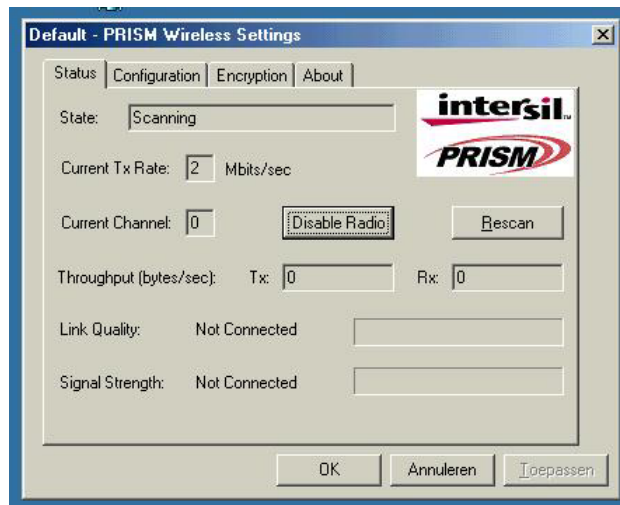 Default - PRISM Wireless Settings
Status Configuration Encryption About
intersil
PRISM
State: Scanning
Current Tx Rate: 2 Mbits/sec
Current Channel: 0 Disable Radio Rescan
Throughput (bytes/sec): Tx: 0 Rx: 0
Link Quality: Not Connected
Signal Strength: Not Connected
OK Annuleren Toepassen